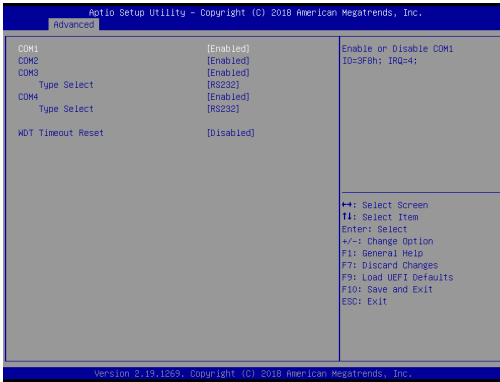 Aptio Setup Utility – Copyright (C) 2018 American Megatrends, Inc.
Advanced
COM1 [Enabled]
COM2 [Enabled]
COM3 [Enabled]
Type Select [RS232]
COM4 [Enabled]
Type Select [RS232]
WDT Timeout Reset [Disabled]
Enable or Disable COM1
IO=3F8h; IRQ=4;
↔: Select Screen
↑↓: Select Item
Enter: Select
+/-: Change Option
F1: General Help
F7: Discard Changes
F9: Load UEFI Defaults
F10: Save and Exit
ESC: Exit
Version 2.19.1269. Copyright (C) 2018 American Megatrends, Inc.